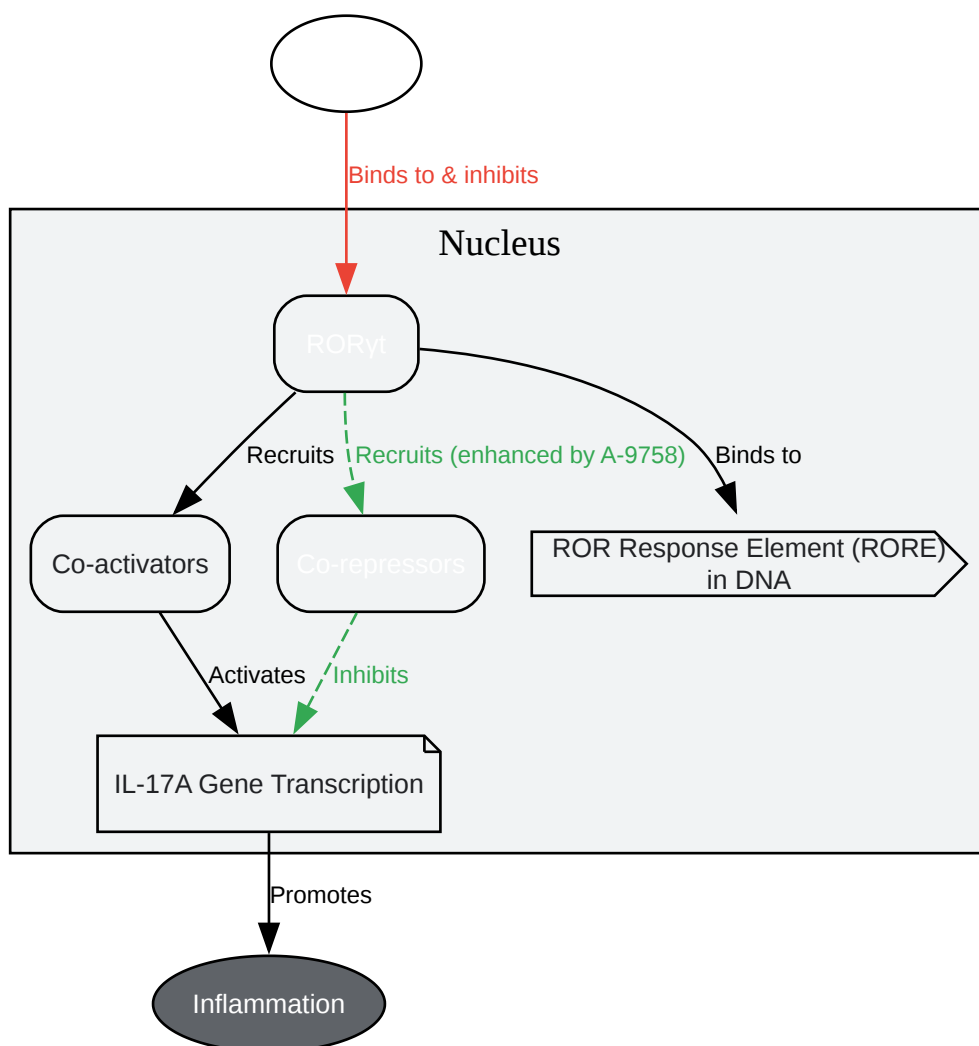 Binds to & inhibits
Nucleus
RORγt
Recruits
Recruits (enhanced by A-9758)
Binds to
Co-activators
Co-repressors
ROR Response Element (RORE)
in DNA
Activates
Inhibits
IL-17A Gene Transcription
Promotes
Inflammation